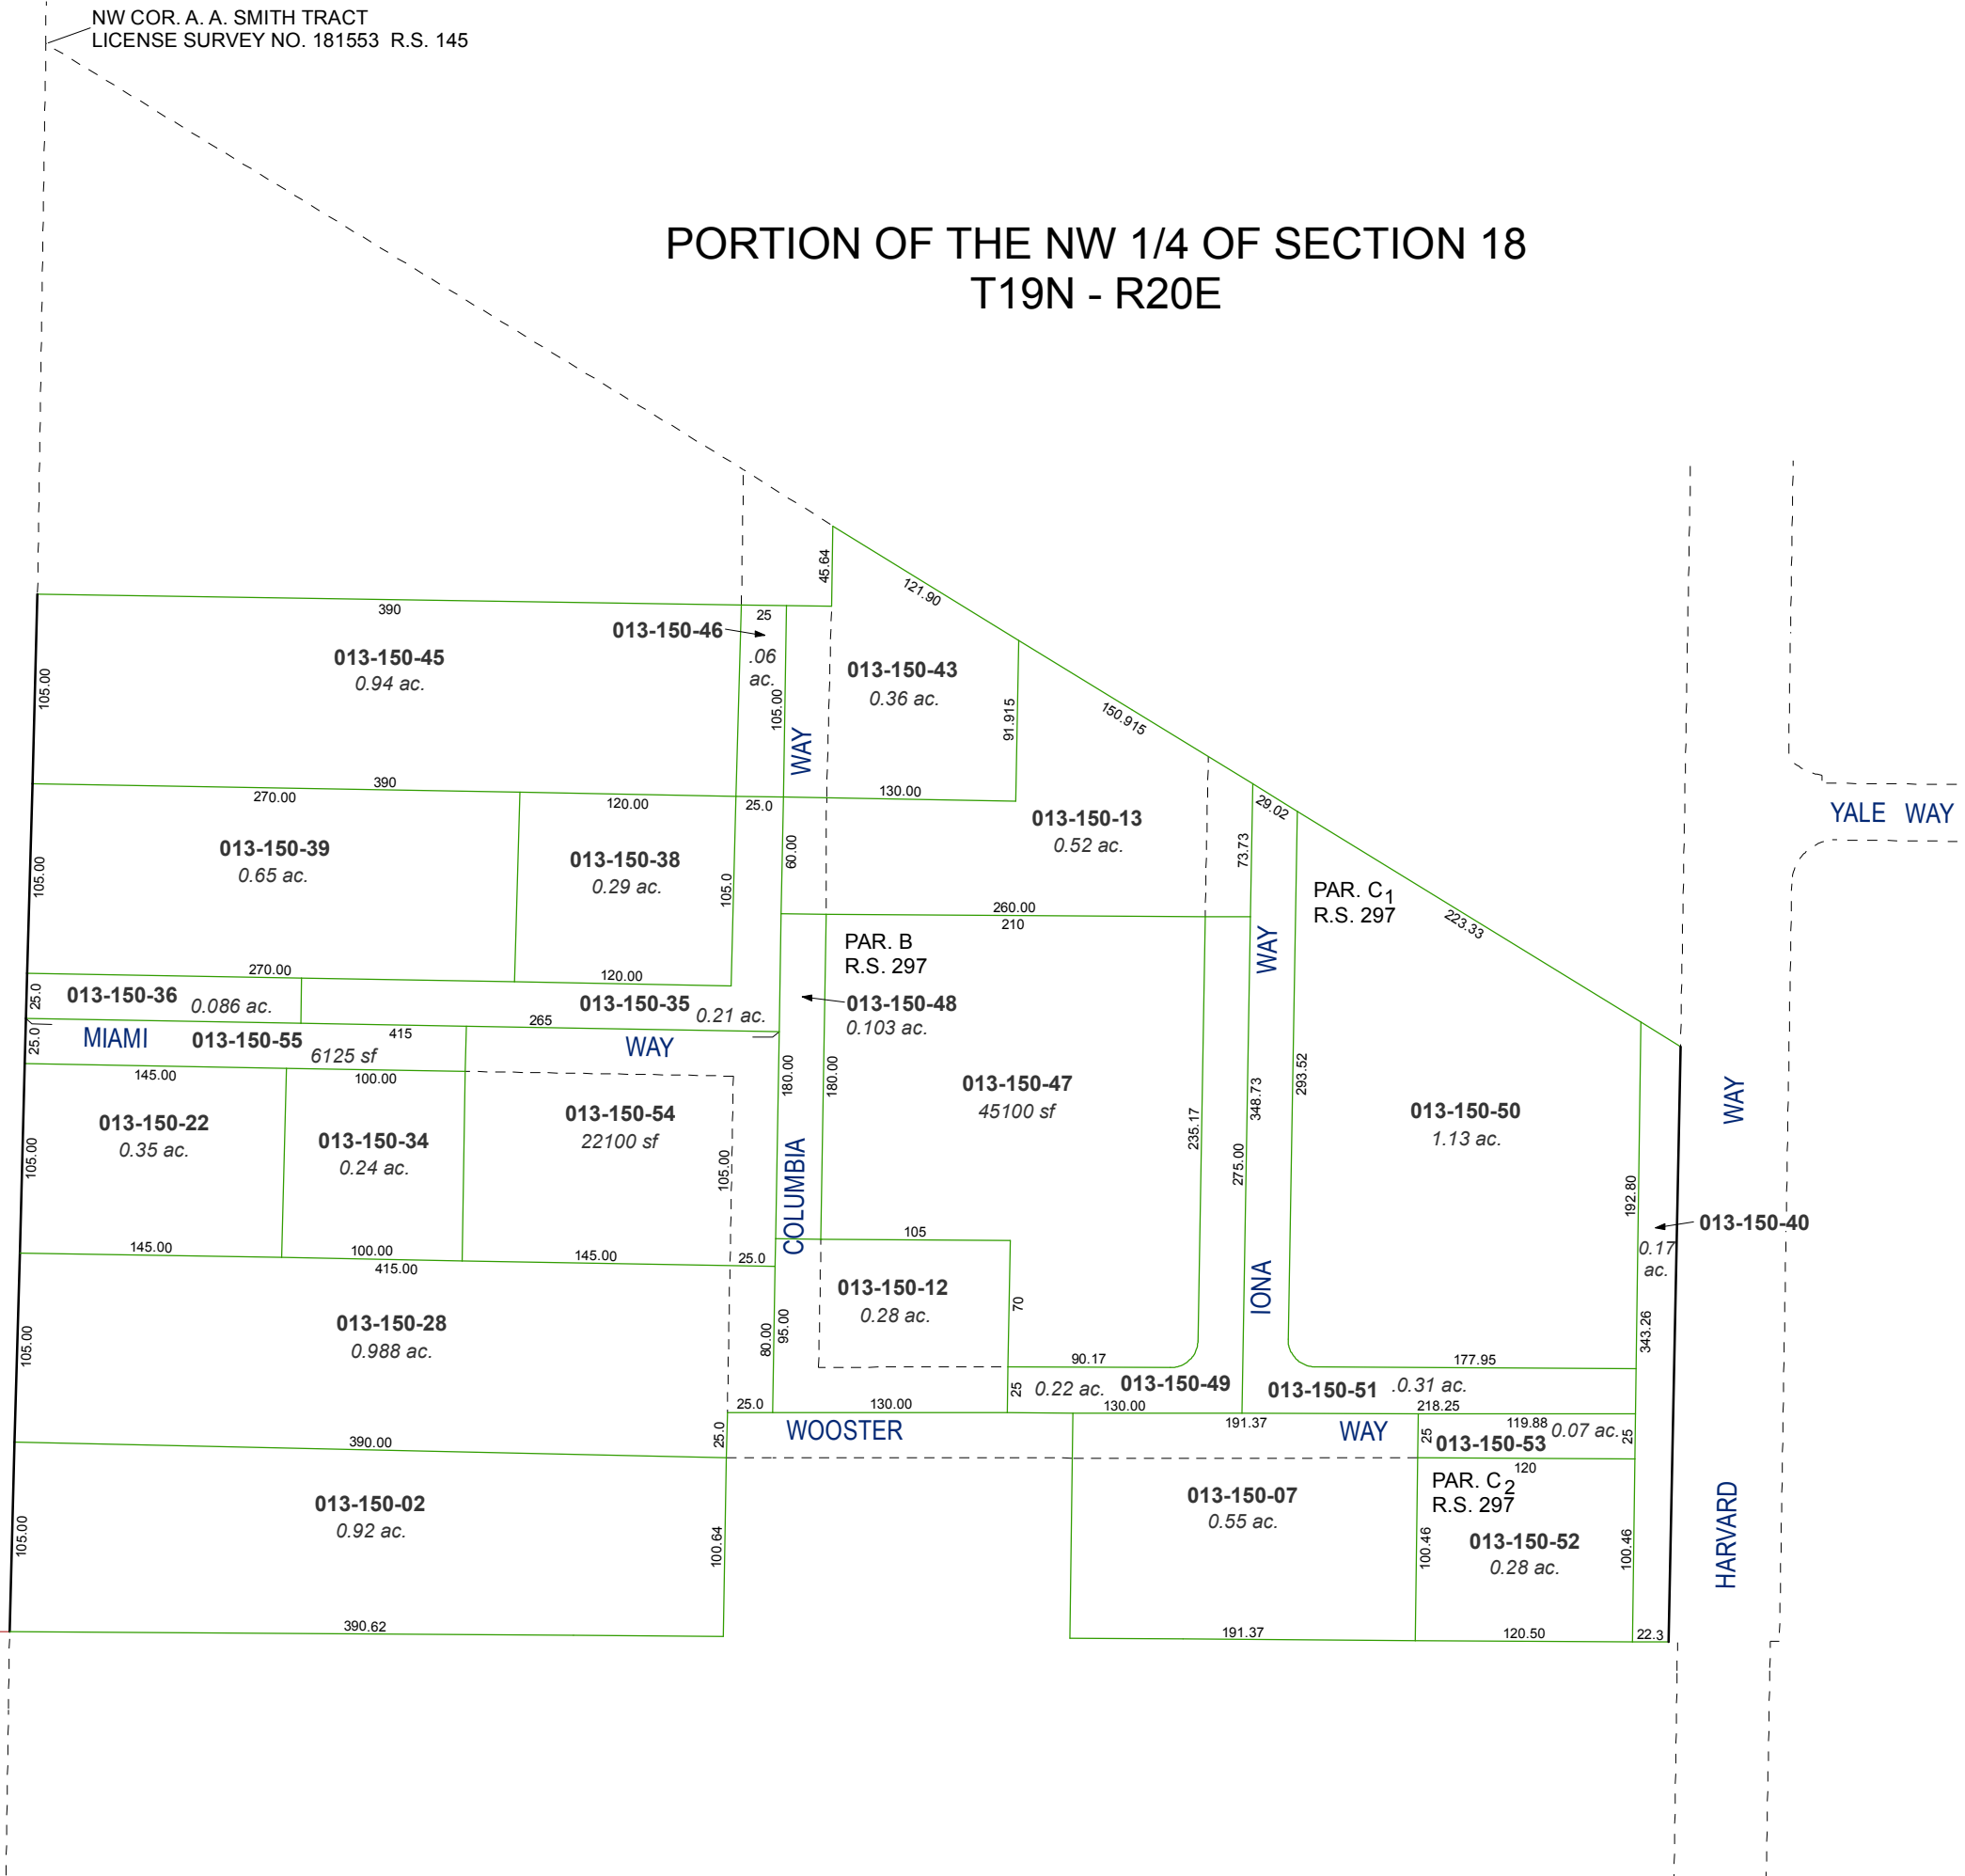 NW COR. A. A. SMITH TRACT
LICENSE SURVEY NO. 181553 R.S. 145
PORTION OF THE NW 1/4 OF SECTION 18
T19N - R20E
45.64
121.90
390
25
013-150-46
.06
ac.
013-150-45
0.94 ac.
105.00
105.00
WAY
013-150-43
0.36 ac.
91.915
150.915
130.00
390
270.00
120.00
25.0
29.02
YALE WAY
013-150-13
0.52 ac.
73.73
60.00
013-150-39
0.65 ac.
105.00
013-150-38
0.29 ac.
105.0
PAR. C1
R.S. 297
223.33
260.00
210
PAR. B
R.S. 297
WAY
270.00
120.00
25.0
013-150-36
0.086 ac.
013-150-35
0.21 ac.
013-150-48
0.103 ac.
265
415
25.0
MIAMI
013-150-55
6125 sf
WAY
145.00
100.00
180.00
180.00
013-150-47
45100 sf
235.17
348.73
293.52
275.00
WAY
013-150-50
1.13 ac.
013-150-22
0.35 ac.
105.00
013-150-34
0.24 ac.
013-150-54
22100 sf
105.00
COLUMBIA
192.80
013-150-40
0.17
ac.
105
145.00
100.00
145.00
25.0
415.00
013-150-12
0.28 ac.
70
IONA
013-150-28
0.988 ac.
105.00
80.00
95.00
343.26
90.17
177.95
25
0.22 ac.
013-150-49
013-150-51
.0.31 ac.
25.0
130.00
130.00
218.25
191.37
119.88
0.07 ac.
25
25
013-150-53
WOOSTER
WAY
25.0
390.00
120
PAR. C2
R.S. 297
013-150-02
0.92 ac.
105.00
100.64
013-150-07
0.55 ac.
100.46
013-150-52
0.28 ac.
100.46
HARVARD
390.62
191.37
120.50
22.3